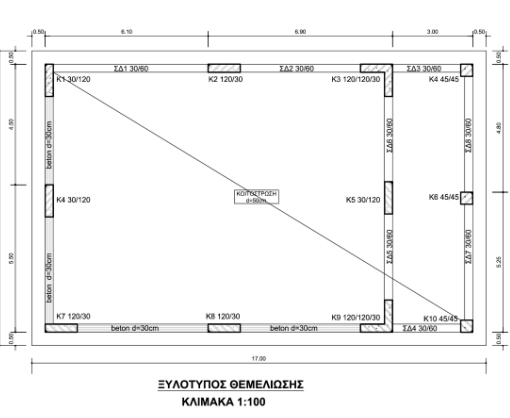 0.50 6.10 6.90 3.00 0.50
0.50 0.50
ΣΔ1 30/60 ΣΔ2 30/60 ΣΔ3 30/60
K1 30/120 K2 120/30 K3 120/120/30 K4 45/45
4.50 beton d=30cm ΣΔ6 30/60 ΣΔ8 30/60 4.80
K4 30/120 ΚΟΙΤΟΣΤΡΩΣΗ K5 30/120 K6 45/45
d=50cm
5.50 beton d=30cm ΣΔ5 30/60 ΣΔ7 30/60 5.25
K7 120/30 K8 120/30 K9 120/120/30 K10 45/45
beton d=30cm beton d=30cm ΣΔ4 30/60
0.50 0.50
17.00
ΞΥΛΟΤΥΠΟΣ ΘΕΜΕΛΙΩΣΗΣ
ΚΛΙΜΑΚΑ 1:100